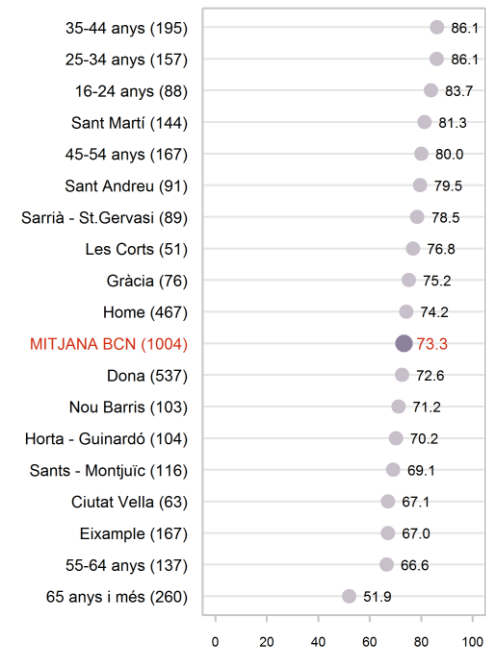 35-44 anys (195) 86.1
25-34 anys (157) 86.1
16-24 anys (88) 83.7
Sant Martí (144) 81.3
45-54 anys (167) 80.0
Sant Andreu (91) 79.5
Sarrià - St.Gervasi (89) 78.5
Les Corts (51) 76.8
Gràcia (76) 75.2
Home (467) 74.2
MITJANA BCN (1004) 73.3
Dona (537) 72.6
Nou Barris (103) 71.2
Horta - Guinardó (104) 70.2
Sants - Montjuïc (116) 69.1
Ciutat Vella (63) 67.1
Eixample (167) 67.0
55-64 anys (137) 66.6
65 anys i més (260) 51.9
0 20 40 60 80 100